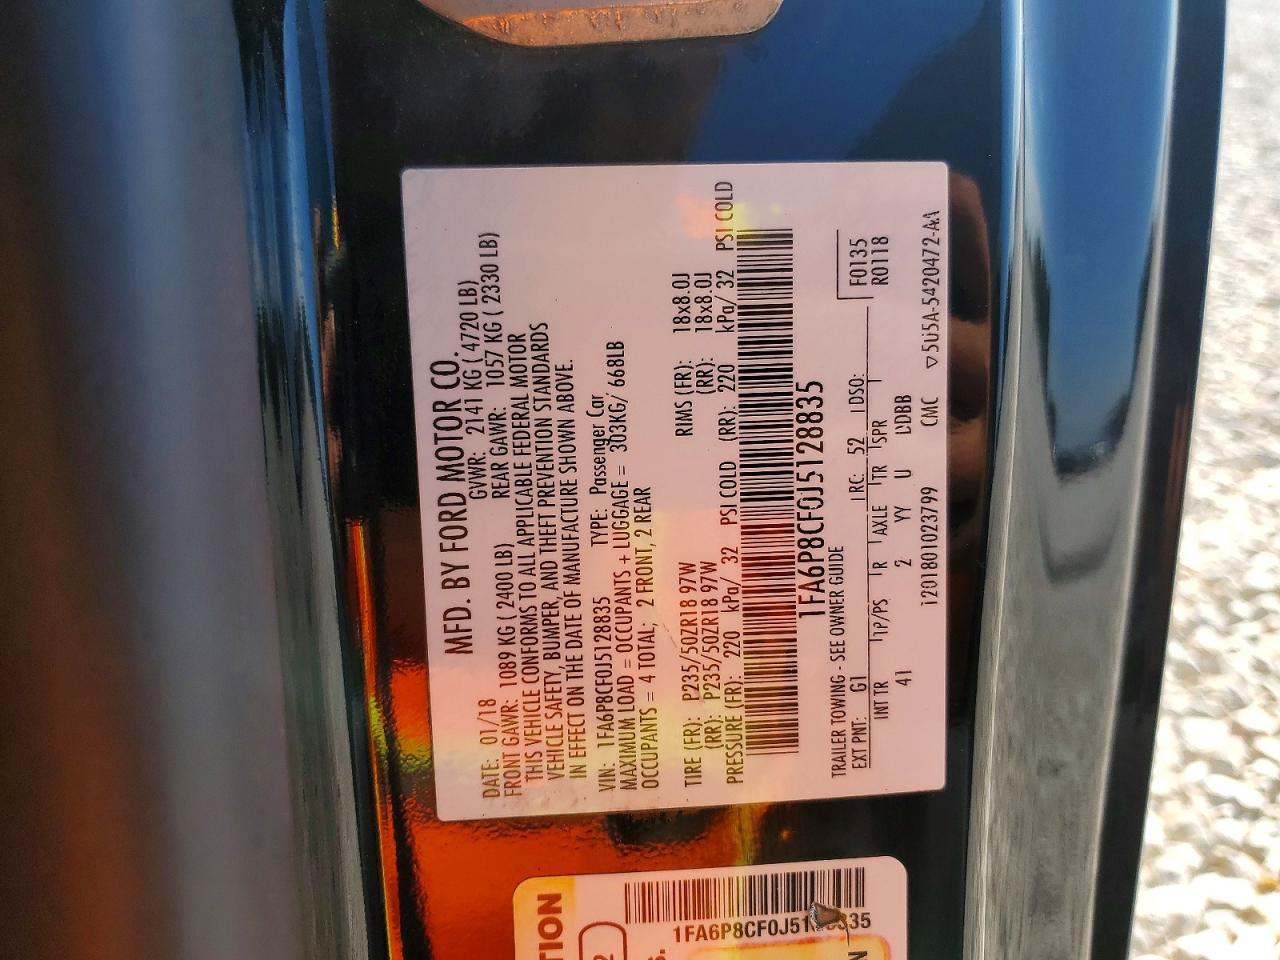 MFD. BY FORD MOTOR CO.
DATE: 01/18 GVWR: 2141 KG ( 4720 LB)
FRONT GAWR: 1089 KG ( 2400 LB) REAR GAWR: 1057 KG ( 2330 LB)
THIS VEHICLE CONFORMS TO ALL APPLICABLE FEDERAL MOTOR
VEHICLE SAFETY, BUMPER, AND THEFT PREVENTION STANDARDS
IN EFFECT ON THE DATE OF MANUFACTURE SHOWN ABOVE.
VIN: 1FA6P8CF0J5128835 TYPE: Passenger Car
MAXIMUM LOAD = OCCUPANTS + LUGGAGE = 303KG/ 668LB
OCCUPANTS = 4 TOTAL; 2 FRONT, 2 REAR
TIRE (FR): P235/50ZR18 97W RIMS (FR): 18x8.0J
(RR): P235/50ZR18 97W (RR): 18x8.0J
PRESSURE (FR): 220 kPa/ 32 PSI COLD (RR): 220 kPa/ 32 PSI COLD
1FA6P8CF0J5128835
TRAILER TOWING - SEE OWNER GUIDE F0135
EXT PNT: G1 RC: 52 DSO: R0118
INT TR TP/PS R AXLE TR SPR
41 2 YY U
1201801023799 CMC 5U5A-5420472-AA
TION
1FA6P8CF0J51 835